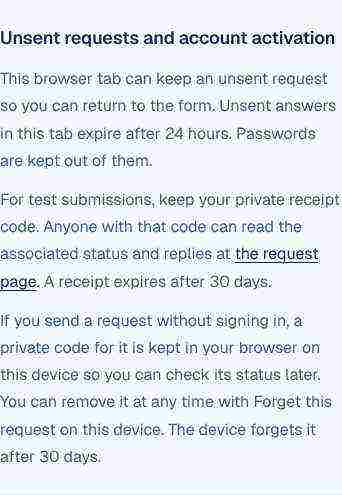 Unsent requests and account activation
This browser tab can keep an unsent request
so you can return to the form. Unsent answers
in this tab expire after 24 hours. Passwords
are kept out of them.
For test submissions, keep your private receipt
code. Anyone with that code can read the
associated status and replies at the request
page. A receipt expires after 30 days.
If you send a request without signing in, a
private code for it is kept in your browser on
this device so you can check its status later.
You can remove it at any time with Forget this
request on this device. The device forgets it
after 30 days.